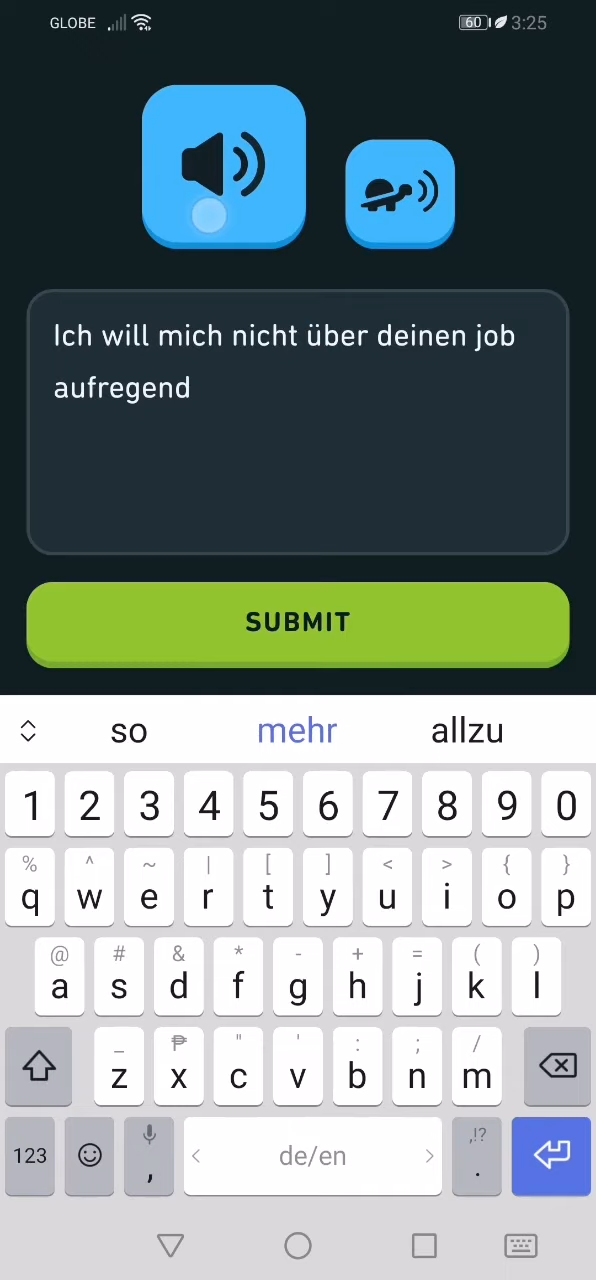 GLOBE 60 3:25
Ich will mich nicht über deinen job
aufregend
SUBMIT
so mehr allzu
1 2 3 4 5 6 7 8 9 0
% ^ ~ | [ ] < > { }
q w e r t y u i o p
@ # & * - + = ( )
a s d f g h j k l
_ ₱ " ' : ; /
z x c v b n m
123 , < de/en > ,!? .